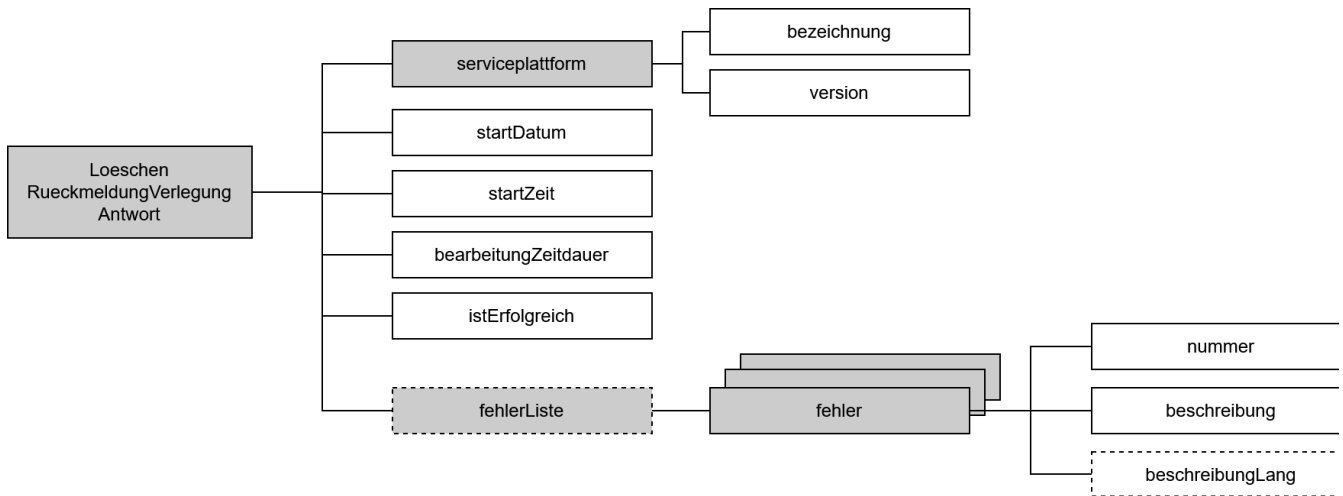 Loeschen
RueckmeldungVerlegung
Antwort
serviceplattform
bezeichnung
version
startDatum
startZeit
bearbeitungZeitdauer
istErfolgreich
fehlerListe
fehler
nummer
beschreibung
beschreibungLang